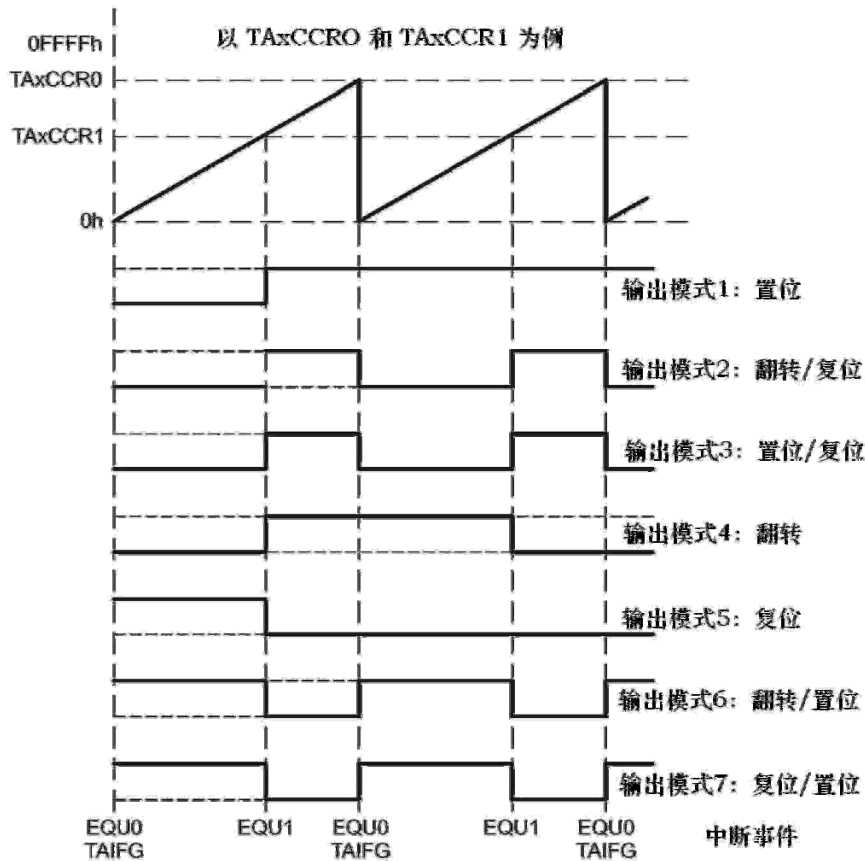 以 TAxCCRO 和 TAxCCR1 为例
0FFFFh
TAxCCR0
TAxCCR1
0h
输出模式1: 置位
输出模式2: 翻转/复位
输出模式3: 置位/复位
输出模式4: 翻转
输出模式5: 复位
输出模式6: 翻转/置位
输出模式7: 复位/置位
EQU0 EQU1 EQU0 EQU1 EQU0
TAIFG TAIFG TAIFG
中断事件